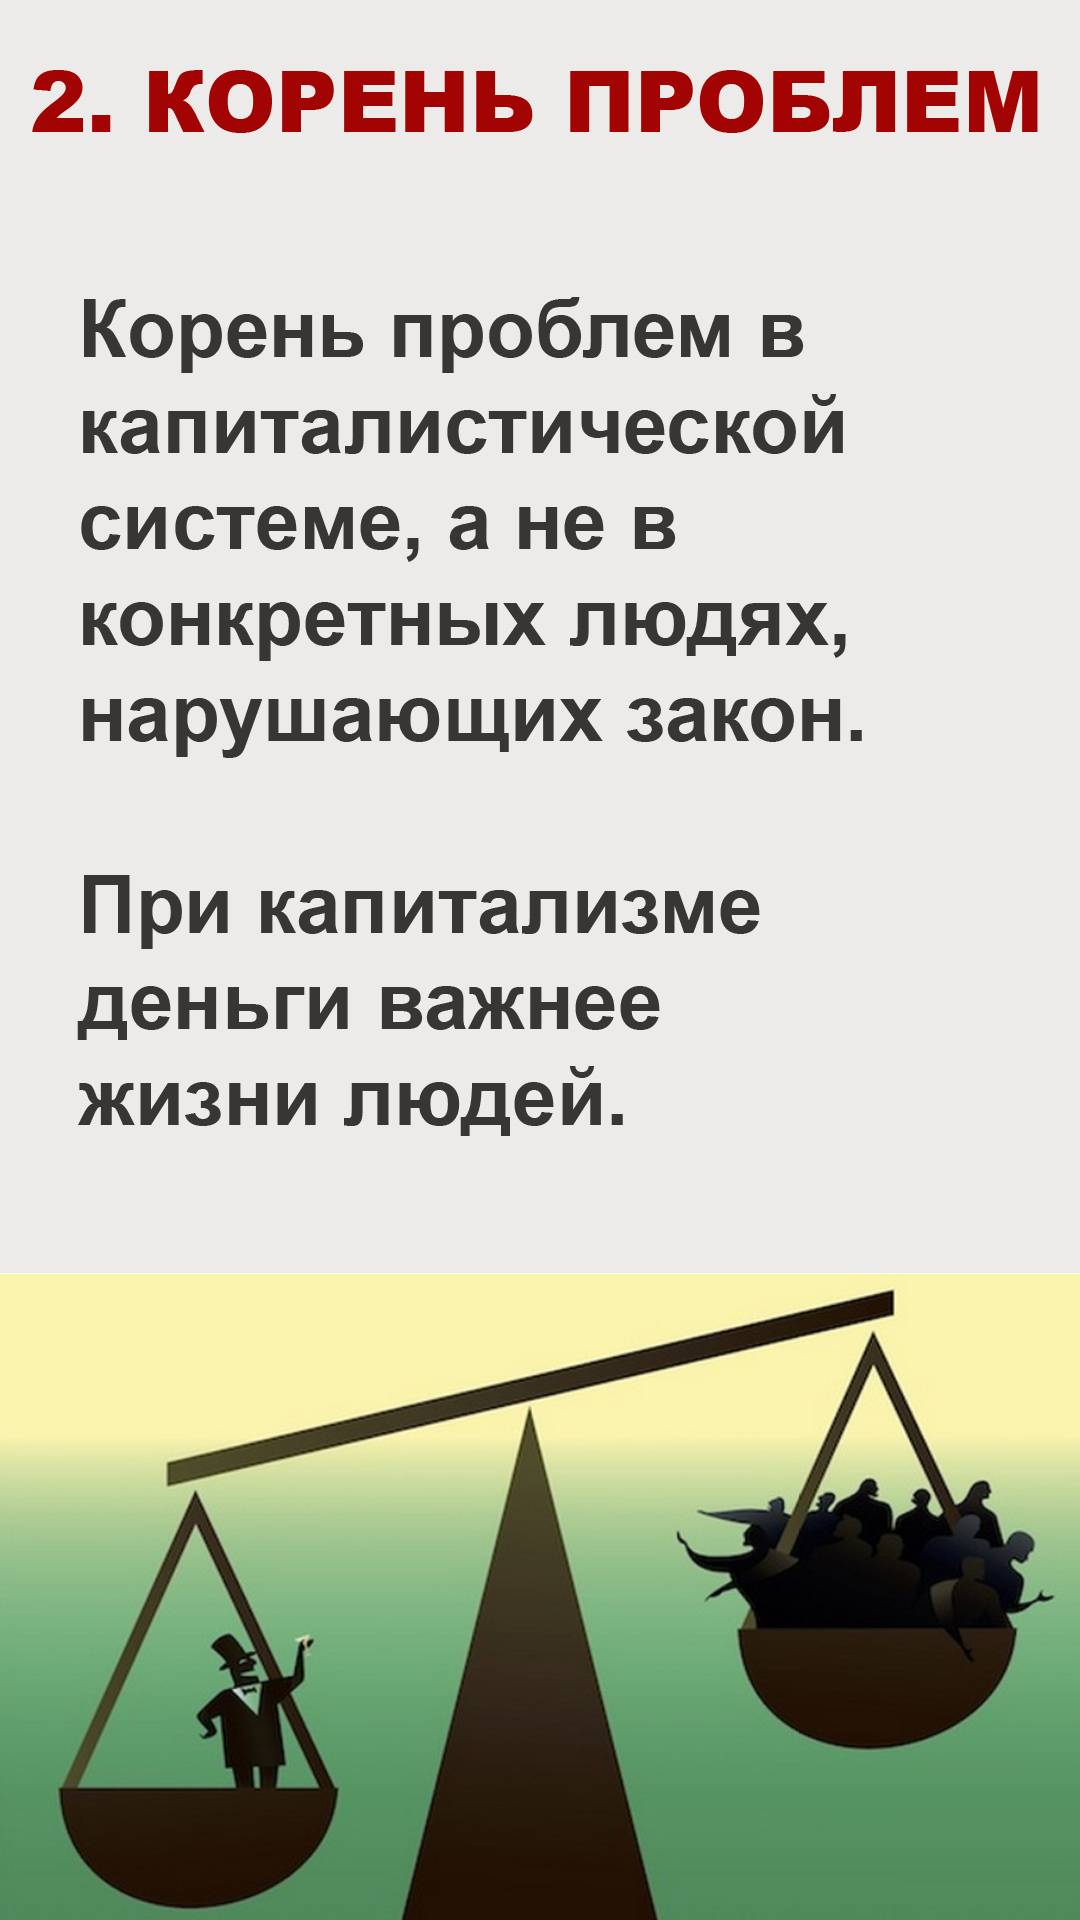 2. КОРЕНЬ ПРОБЛЕМ
Корень проблем в
капиталистической
системе, а не в
конкретных людях,
нарушающих закон.
При капитализме
деньги важнее
жизни людей.